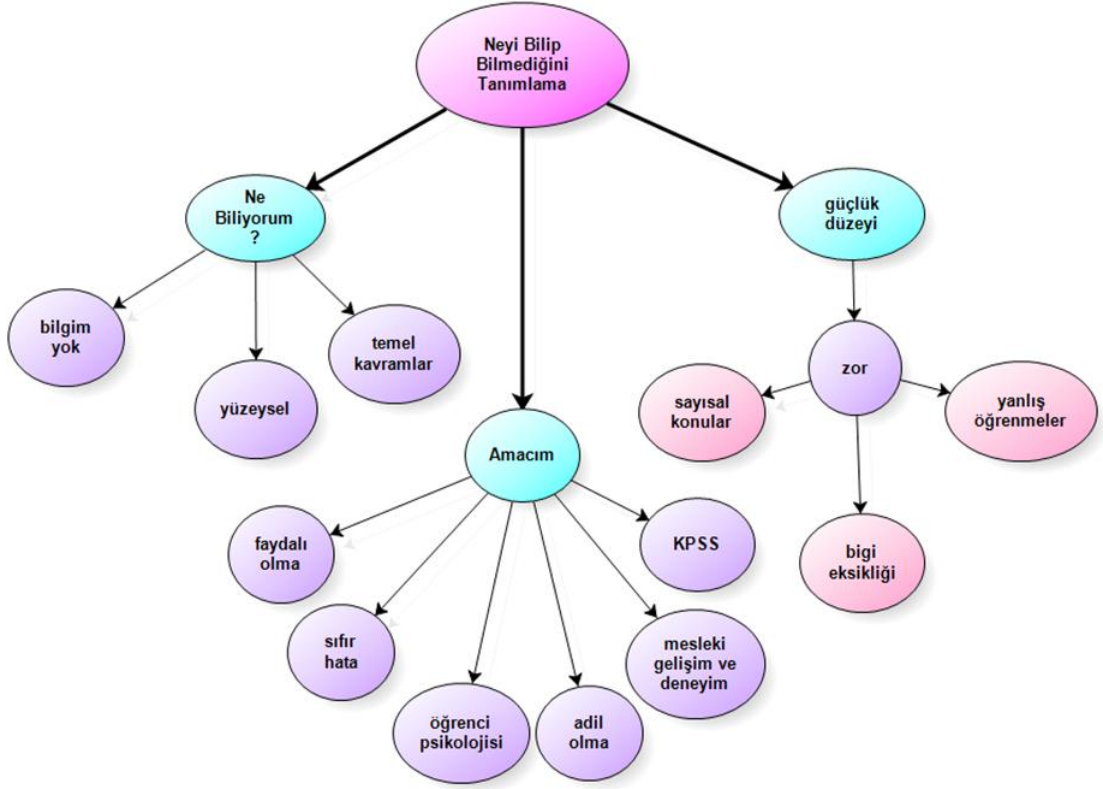 Neyi Bilip
Bilmediğini
Tanımlama
Ne
Biliyorum
?
güçlük
düzeyi
bilgim
yok
yüzeysel
temel
kavramlar
zor
sayısal
konular
yanlış
öğrenmeler
bigi
eksikliği
Amacım
faydalı
olma
sıfır
hata
öğrenci
psikolojisi
adil
olma
mesleki
gelişim ve
deneyim
KPSS